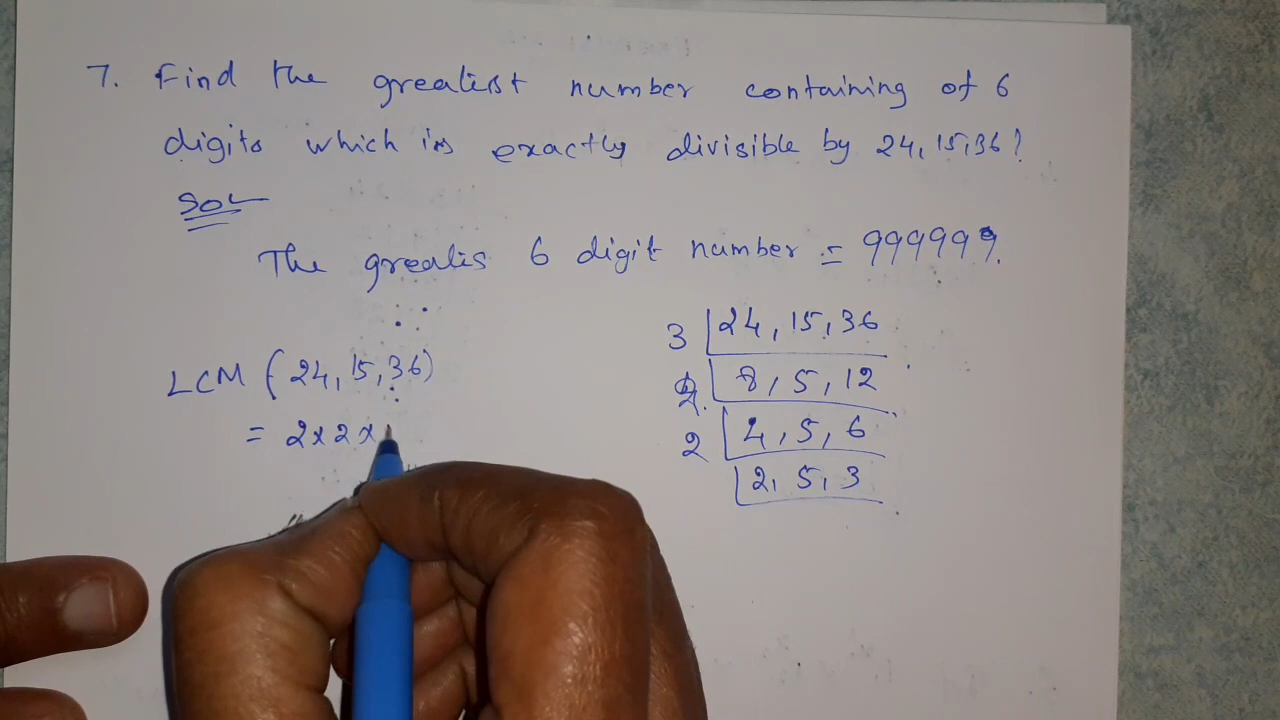 7. Find the greatest number containing of 6
digits which is exactly divisible by 24, 15, 36?
SOL
The greatis 6 digit number = 999999.
LCM (24, 15, 36)
= 2 x 2 x
3 24, 15, 36
2. 8, 5, 12
2 4, 5, 6
2, 5, 3